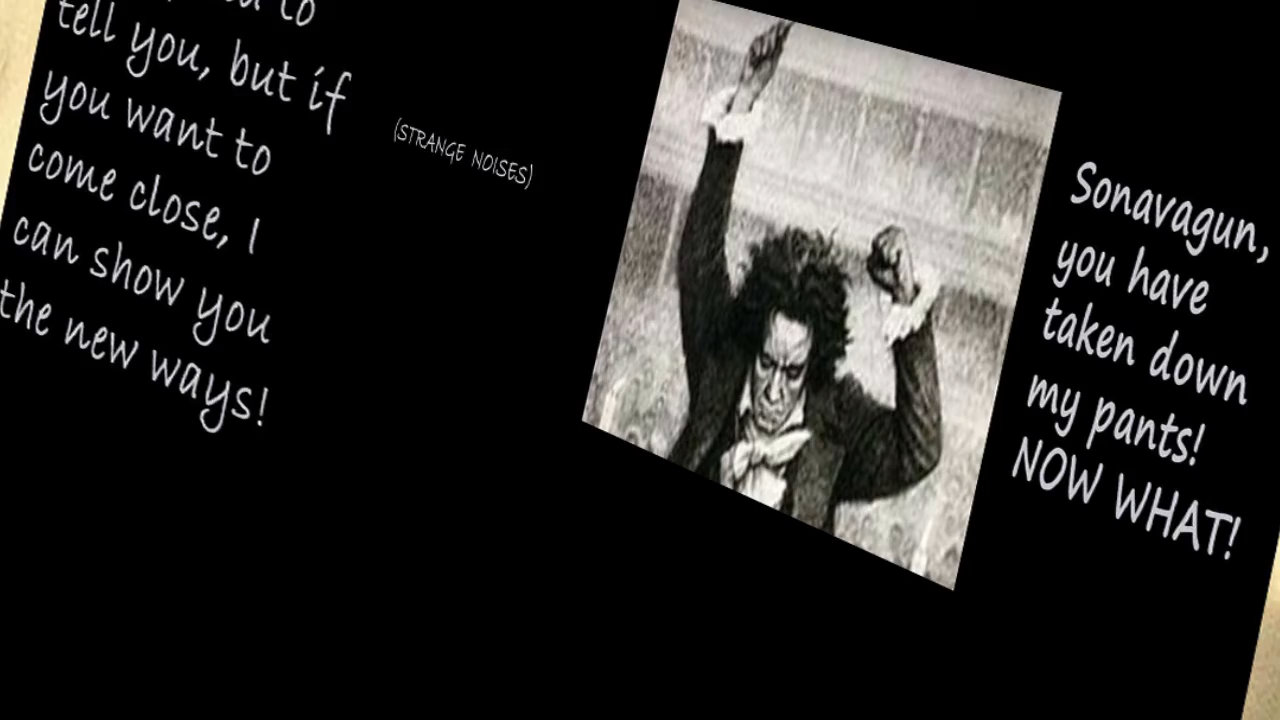 to
tell you, but if
you want to
come close, I
can show you
the new ways!
(STRANGE NOISES)
Sonavagun,
you have
taken down
my pants!
NOW WHAT!